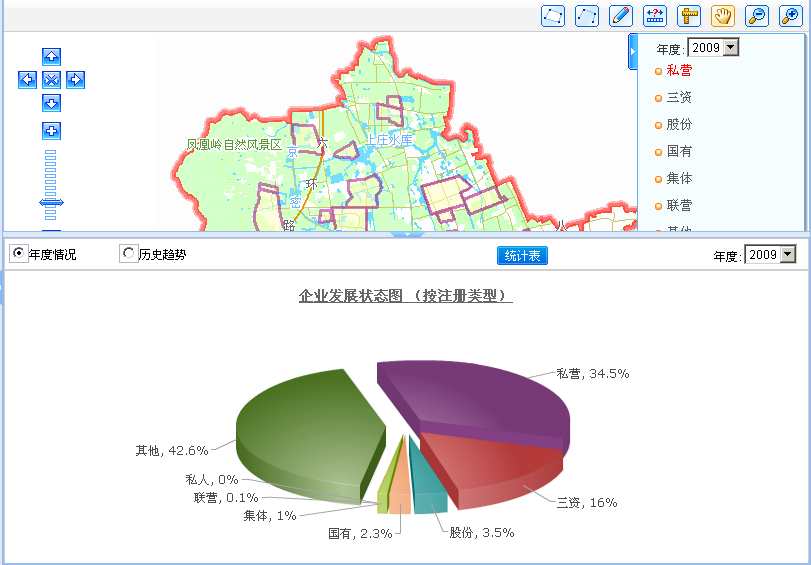 年度: 2009
私营
三资
股份
国有
集体
联营
其他
凤凰岭自然风景区
上庄水库
京
密
路
六
环
年度情况
历史趋势
统计表
年度: 2009
企业发展状态图 (按注册类型)
私营, 34.5%
其他, 42.6%
私人, 0%
联营, 0.1%
集体, 1%
国有, 2.3%
股份, 3.5%
三资, 16%